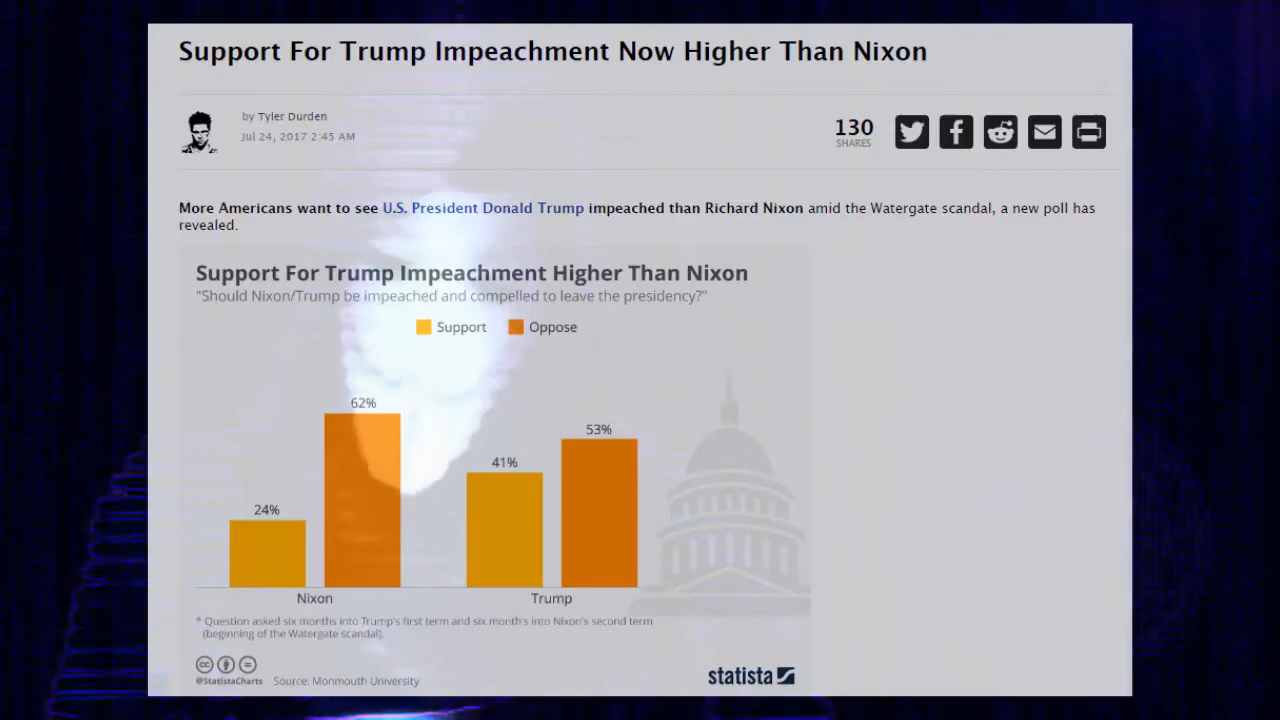 Support For Trump Impeachment Now Higher Than Nixon
by Tyler Durden
Jul 24, 2017 2:45 AM
130
SHARES
More Americans want to see U.S. President Donald Trump impeached than Richard Nixon amid the Watergate scandal, a new poll has
revealed.
Support For Trump Impeachment Higher Than Nixon
"Should Nixon/Trump be impeached and compelled to leave the presidency?"
Support Oppose
62%
53%
41%
24%
Nixon Trump
* Question asked six months into Trump's first term and six months into Nixon's second term
(beginning of the Watergate scandal).
cc
@StatistaCharts Source: Monmouth University
statista